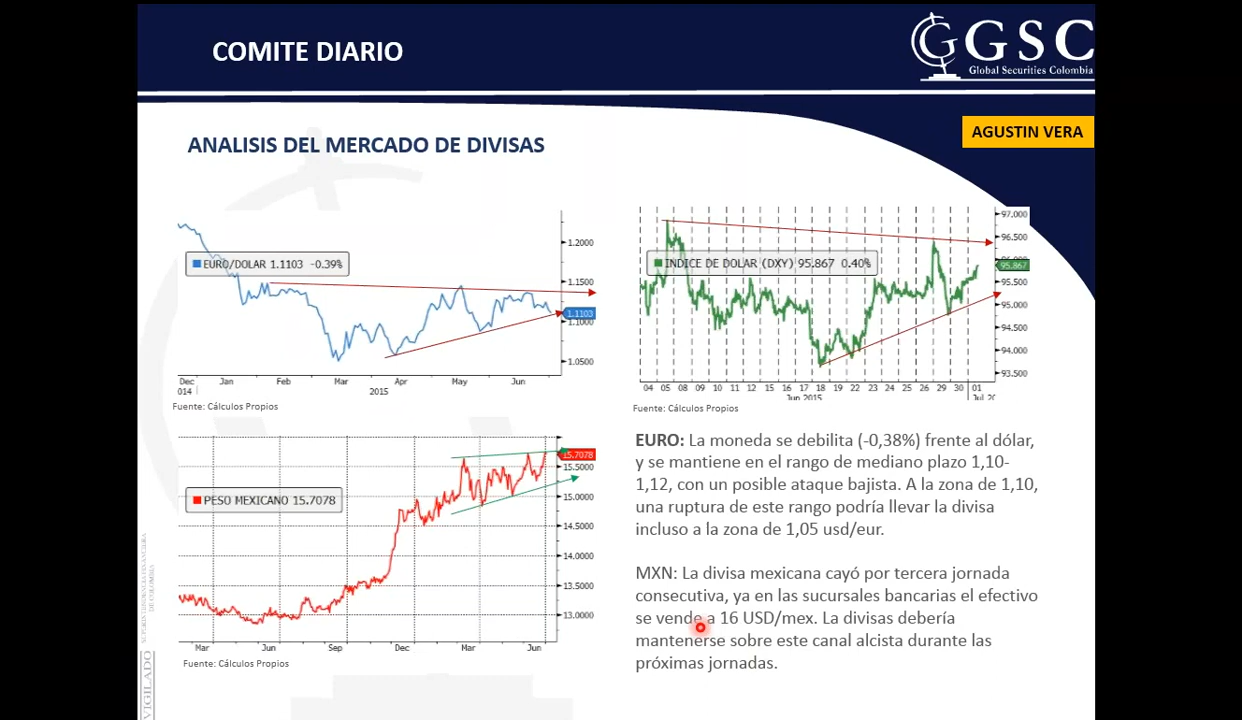 COMITE DIARIO
GGSC
Global Securities Colombia
AGUSTIN VERA
ANALISIS DEL MERCADO DE DIVISAS
EURO/DOLAR 1.1103 -0.39%
1.2000
1.1500
1.1103
1.1000
1.0500
Dec Jan Feb Mar Apr May Jun
014 2015
Fuente: Cálculos Propios
INDICE DE DOLAR (DXY) 95.867 0.40%
97.000
96.500
95.867
95.500
95.000
94.500
94.000
93.500
04 05 08 09 10 11 12 15 16 17 18 22 23 24 25 26 29 30 01
Jun 2015 Jul 20
Fuente: Cálculos Propios
PESO MEXICANO 15.7078
15.7078
15.5000
15.0000
14.5000
14.0000
13.5000
13.0000
Mar Jun Sep Dec Mar Jun
Fuente: Cálculos Propios
EURO: La moneda se debilita (-0,38%) frente al dólar,
y se mantiene en el rango de mediano plazo 1,10-
1,12, con un posible ataque bajista. A la zona de 1,10,
una ruptura de este rango podría llevar la divisa
incluso a la zona de 1,05 usd/eur.
MXN: La divisa mexicana cayó por tercera jornada
consecutiva, ya en las sucursales bancarias el efectivo
se vende a 16 USD/mex. La divisas debería
mantenerse sobre este canal alcista durante las
próximas jornadas.
VIGILADO